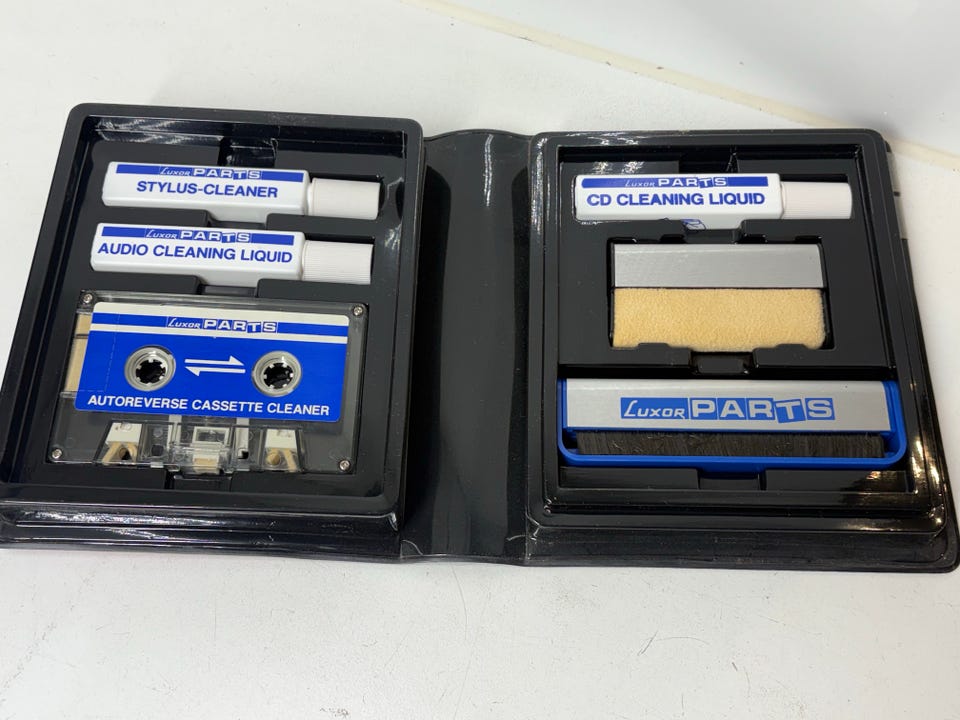 Luxor PARTS
STYLUS-CLEANER
Luxor PARTS
AUDIO CLEANING LIQUID
Luxor PARTS
AUTOREVERSE CASSETTE CLEANER
Luxor PARTS
CD CLEANING LIQUID
Luxor PARTS